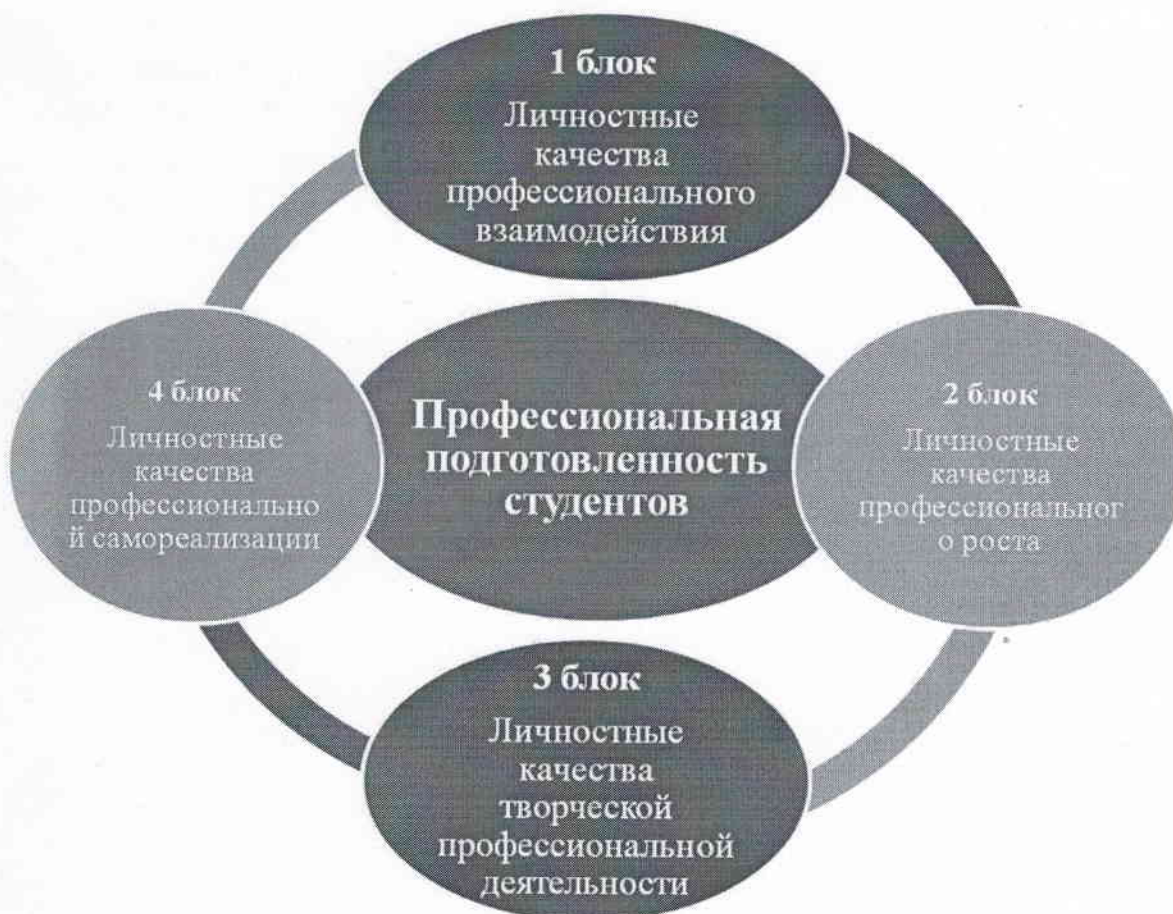 1 блок
Личностные
качества
профессионального
взаимодействия
4 блок
Личностные
качества
профессионально
й самореализации
Профессиональная
подготовленность
студентов
2 блок
Личностные
качества
профессиональног
о роста
3 блок
Личностные
качества
творческой
профессиональной
деятельности